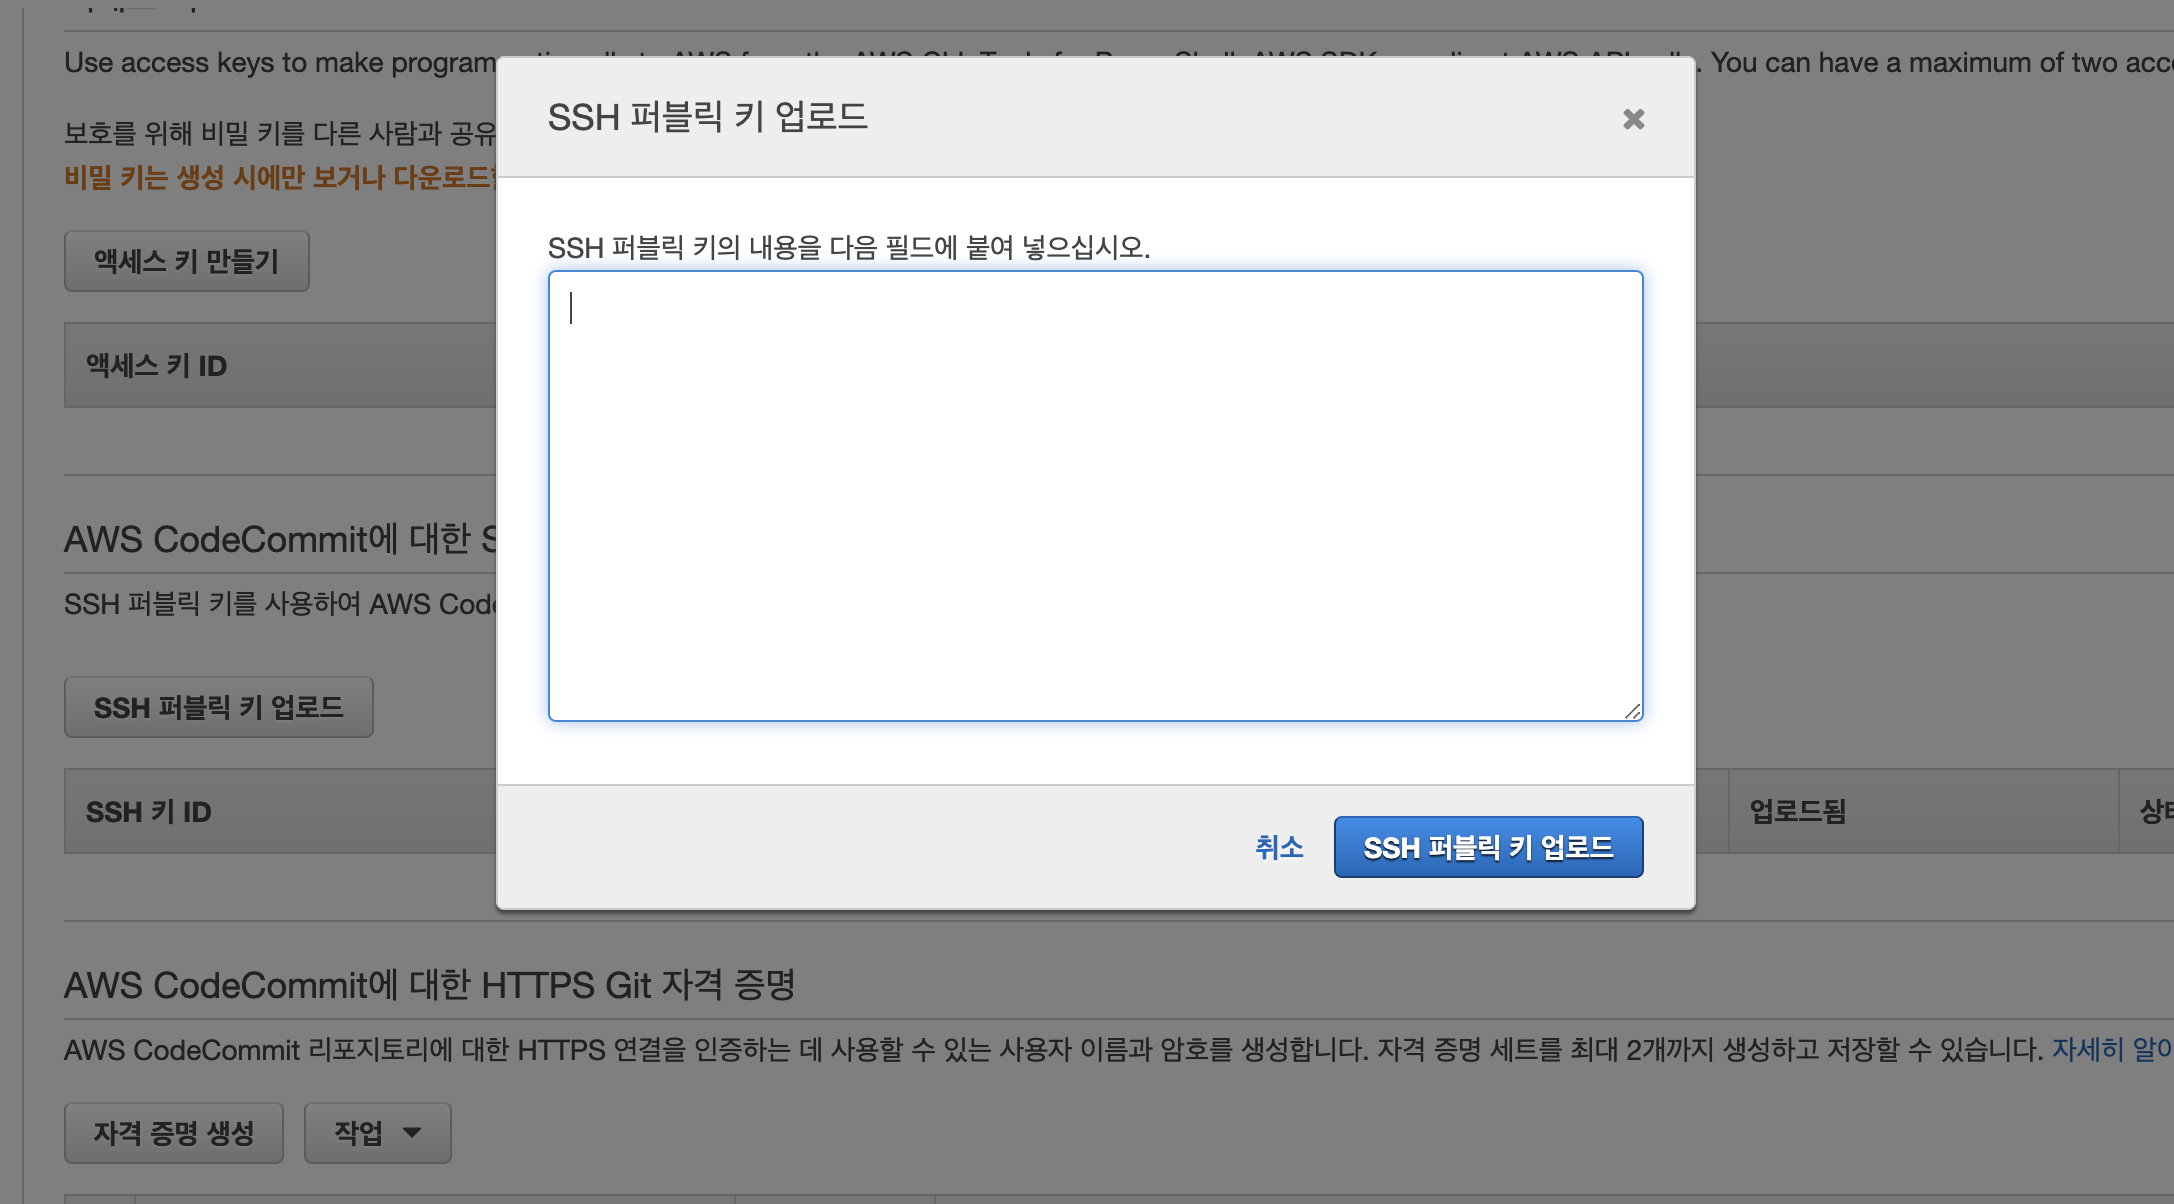 Use access keys to make program
. You can have a maximum of two acc
보호를 위해 비밀 키를 다른 사람과 공유
비밀 키는 생성 시에만 보거나 다운로드
액세스 키 만들기
액세스 키 ID
AWS CodeCommit에 대한 S
SSH 퍼블릭 키를 사용하여 AWS Cod
SSH 퍼블릭 키 업로드
SSH 키 ID
업로드됨
SSH 퍼블릭 키 업로드
SSH 퍼블릭 키의 내용을 다음 필드에 붙여 넣으십시오.
취소
SSH 퍼블릭 키 업로드
AWS CodeCommit에 대한 HTTPS Git 자격 증명
AWS CodeCommit 리포지토리에 대한 HTTPS 연결을 인증하는 데 사용할 수 있는 사용자 이름과 암호를 생성합니다. 자격 증명 세트를 최대 2개까지 생성하고 저장할 수 있습니다. 자세히
자격 증명 생성
작업